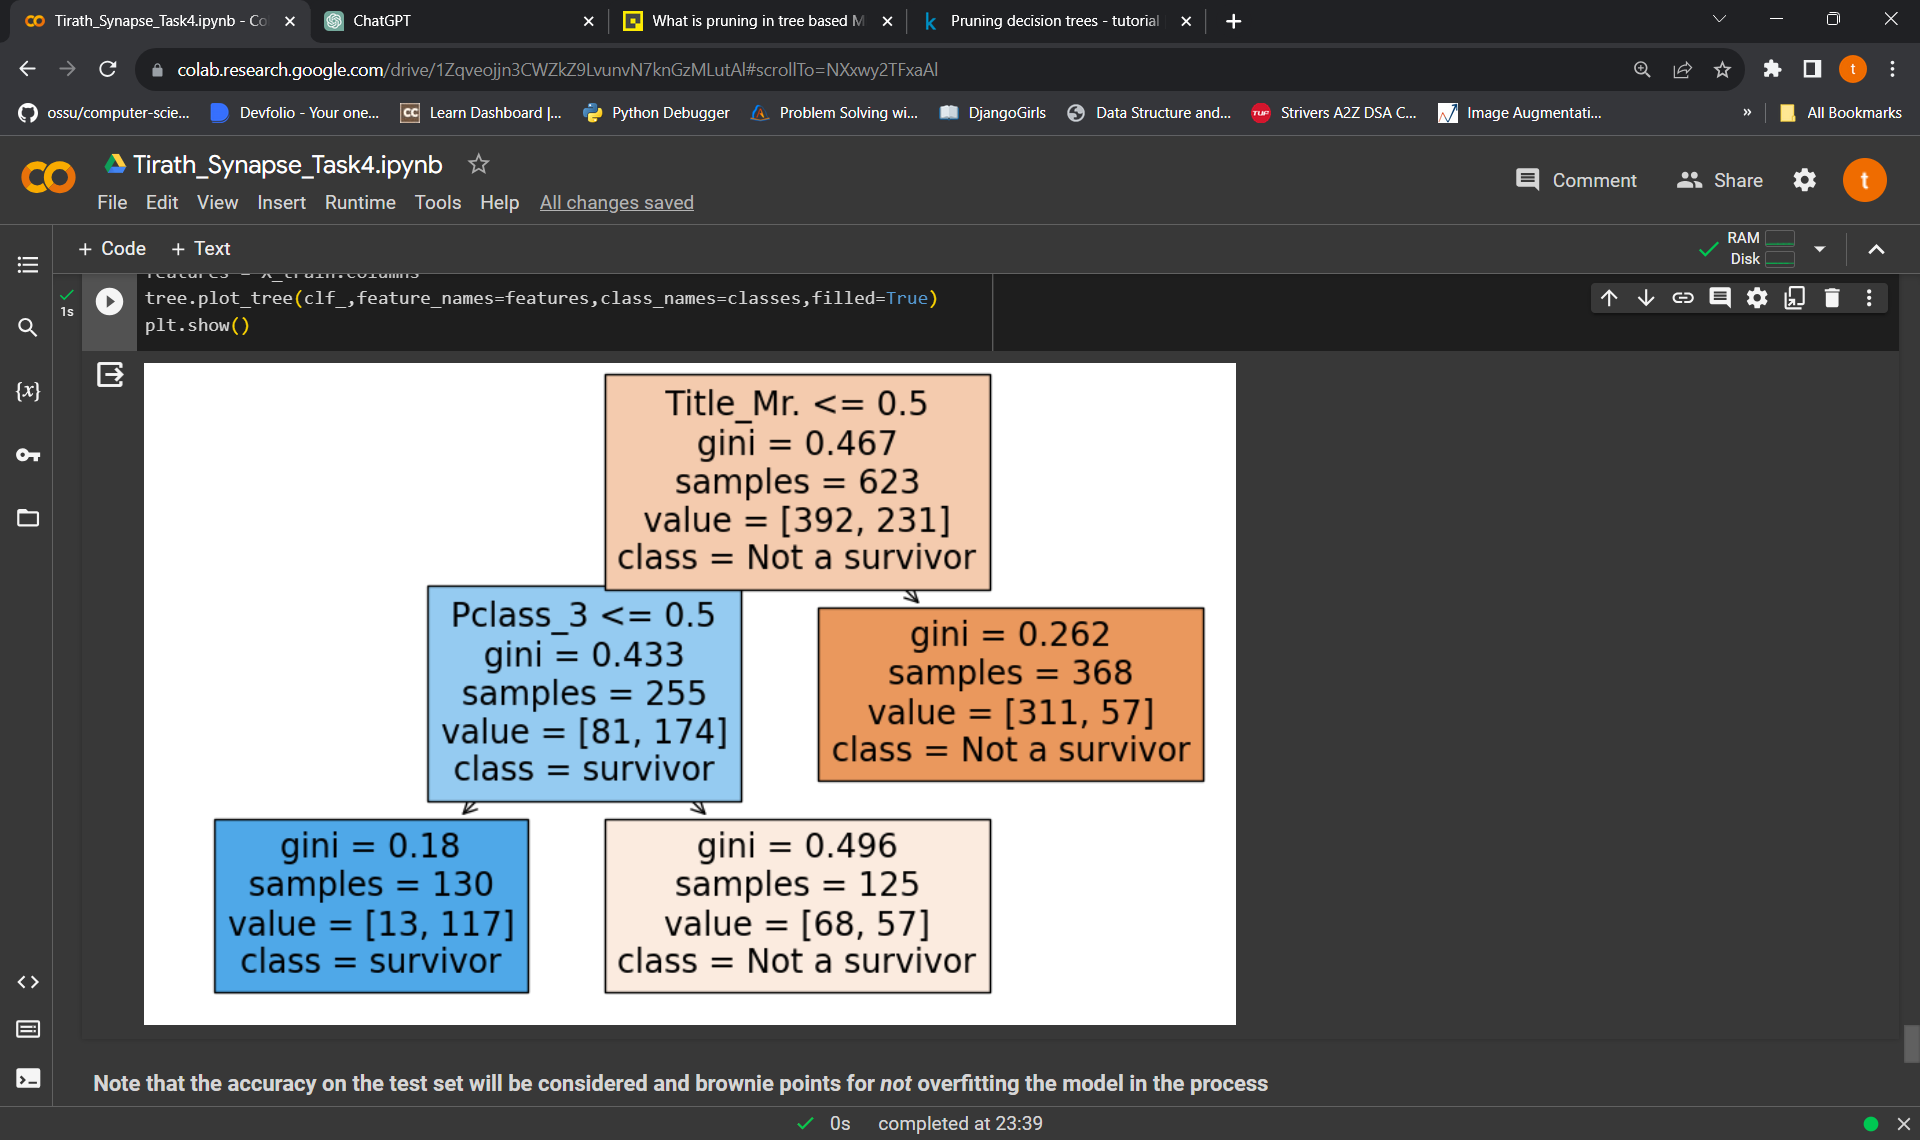 Tirath_Synapse_Task4.ipynb - Co
ChatGPT
What is pruning in tree based M
Pruning decision trees - tutorial
colab.research.google.com/drive/1Zqveojjn3CWZkZ9LvunvN7knGzMLutAl#scrollTo=NXxwy2TFxaAl
t
ossu/computer-scie...
Devfolio - Your one...
CC
Learn Dashboard |...
Python Debugger
Problem Solving wi...
DjangoGirls
Data Structure and...
TUF
Strivers A2Z DSA C...
Image Augmentati...
»
All Bookmarks
Tirath_Synapse_Task4.ipynb
File Edit View Insert Runtime Tools Help All changes saved
Comment
Share
t
+ Code + Text
RAM
Disk
features = X_train.columns
1s
tree.plot_tree(clf_,feature_names=features,class_names=classes,filled=True)
plt.show()
{x}
Title_Mr. <= 0.5
gini = 0.467
samples = 623
value = [392, 231]
class = Not a survivor
Pclass_3 <= 0.5
gini = 0.433
samples = 255
value = [81, 174]
class = survivor
gini = 0.262
samples = 368
value = [311, 57]
class = Not a survivor
gini = 0.18
samples = 130
value = [13, 117]
class = survivor
gini = 0.496
samples = 125
value = [68, 57]
class = Not a survivor
Note that the accuracy on the test set will be considered and brownie points for not overfitting the model in the process
0s completed at 23:39